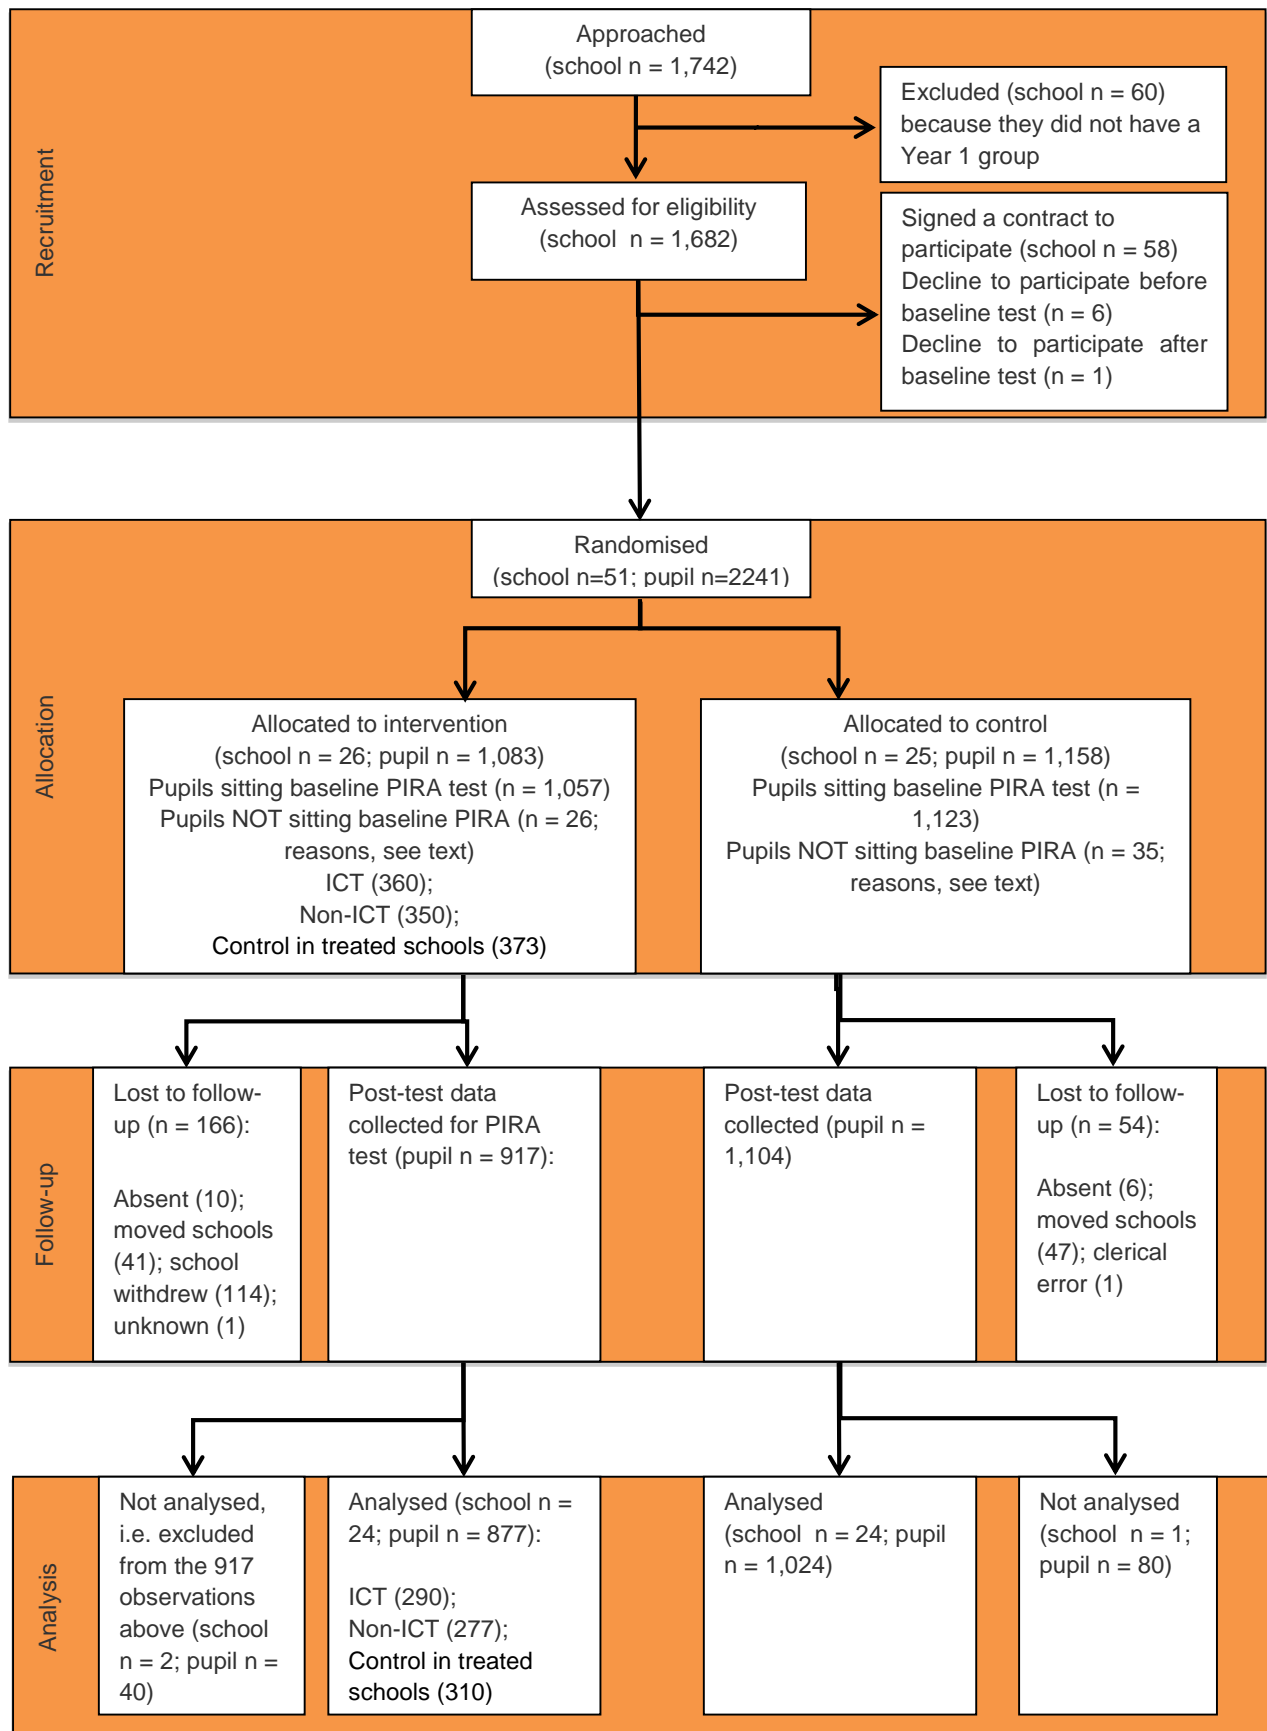 Recruitment
Approached
(school n = 1,742)
Excluded (school n = 60)
because they did not have a
Year 1 group
Assessed for eligibility
(school  n = 1,682)
Signed a contract to
participate (school n = 58)
Decline to participate before
baseline test (n = 6)
Decline to participate after
baseline test (n = 1)
Allocation
Randomised
(school n=51; pupil n=2241)
Allocated to intervention
(school n = 26; pupil n = 1,083)
Pupils sitting baseline PIRA test (n = 1,057)
Pupils NOT sitting baseline PIRA (n = 26;
reasons, see text)
ICT (360);
Non-ICT (350);
Control in treated schools (373)
Allocated to control
(school n = 25; pupil n = 1,158)
Pupils sitting baseline PIRA test (n =
1,123)
Pupils NOT sitting baseline PIRA (n = 35;
reasons, see text)
Follow-up
Lost to follow-
up (n = 166):
Absent (10);
moved schools
(41); school
withdrew (114);
unknown (1)
Post-test data
collected for PIRA
test (pupil n = 917):
Post-test data
collected (pupil n =
1,104)
Lost to follow-
up (n = 54):
Absent (6);
moved schools
(47); clerical
error (1)
Analysis
Not analysed,
i.e. excluded
from the 917
observations
above (school
n = 2; pupil n =
40)
Analysed (school n =
24; pupil n = 877):
ICT (290);
Non-ICT (277);
Control in treated
schools (310)
Analysed
(school  n = 24; pupil
n = 1,024)
Not analysed
(school n = 1;
pupil n = 80)